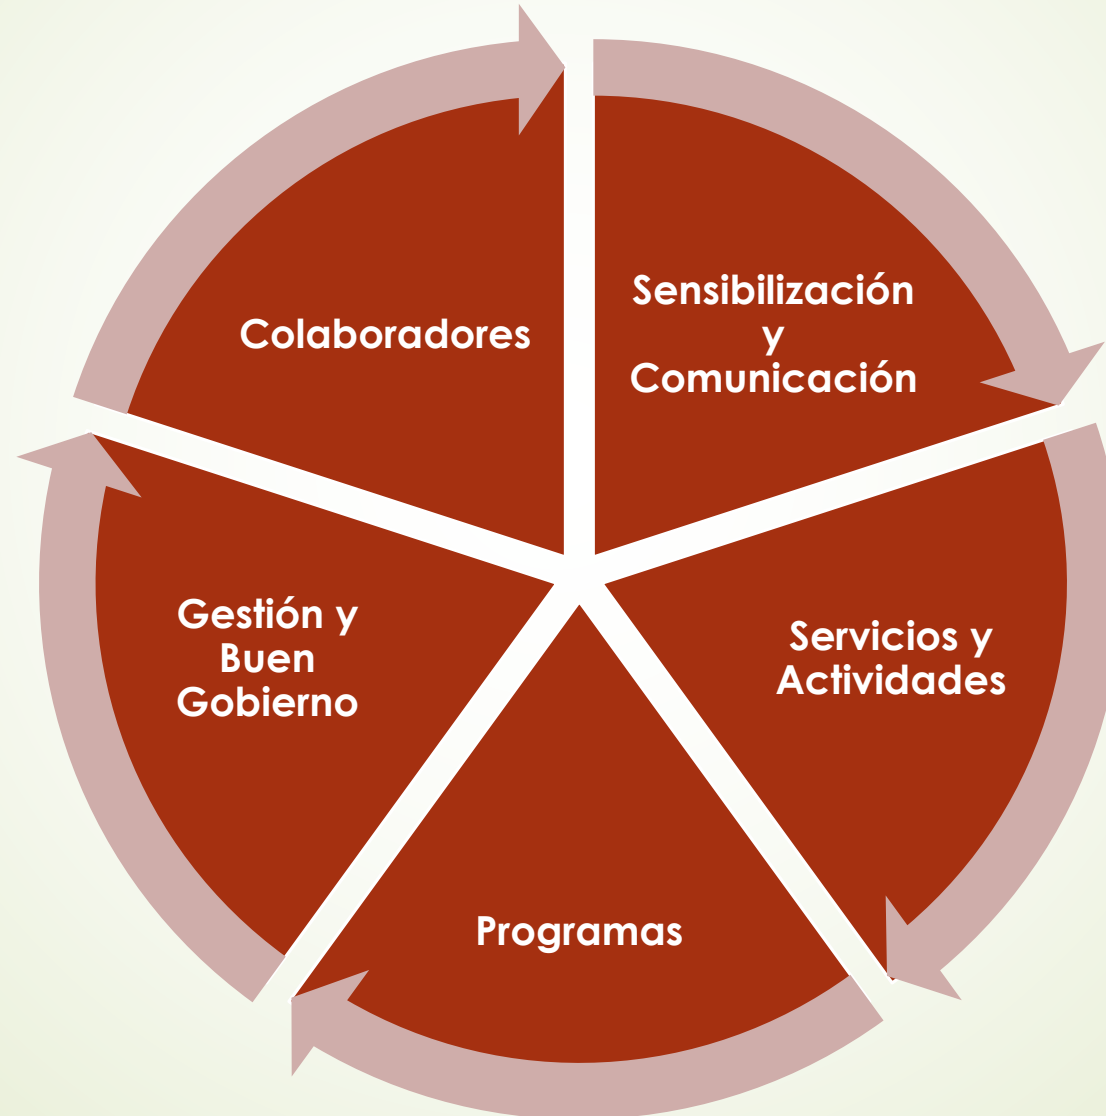 Sensibilización
y
Comunicación
Servicios y
Actividades
Programas
Gestión y
Buen
Gobierno
Colaboradores